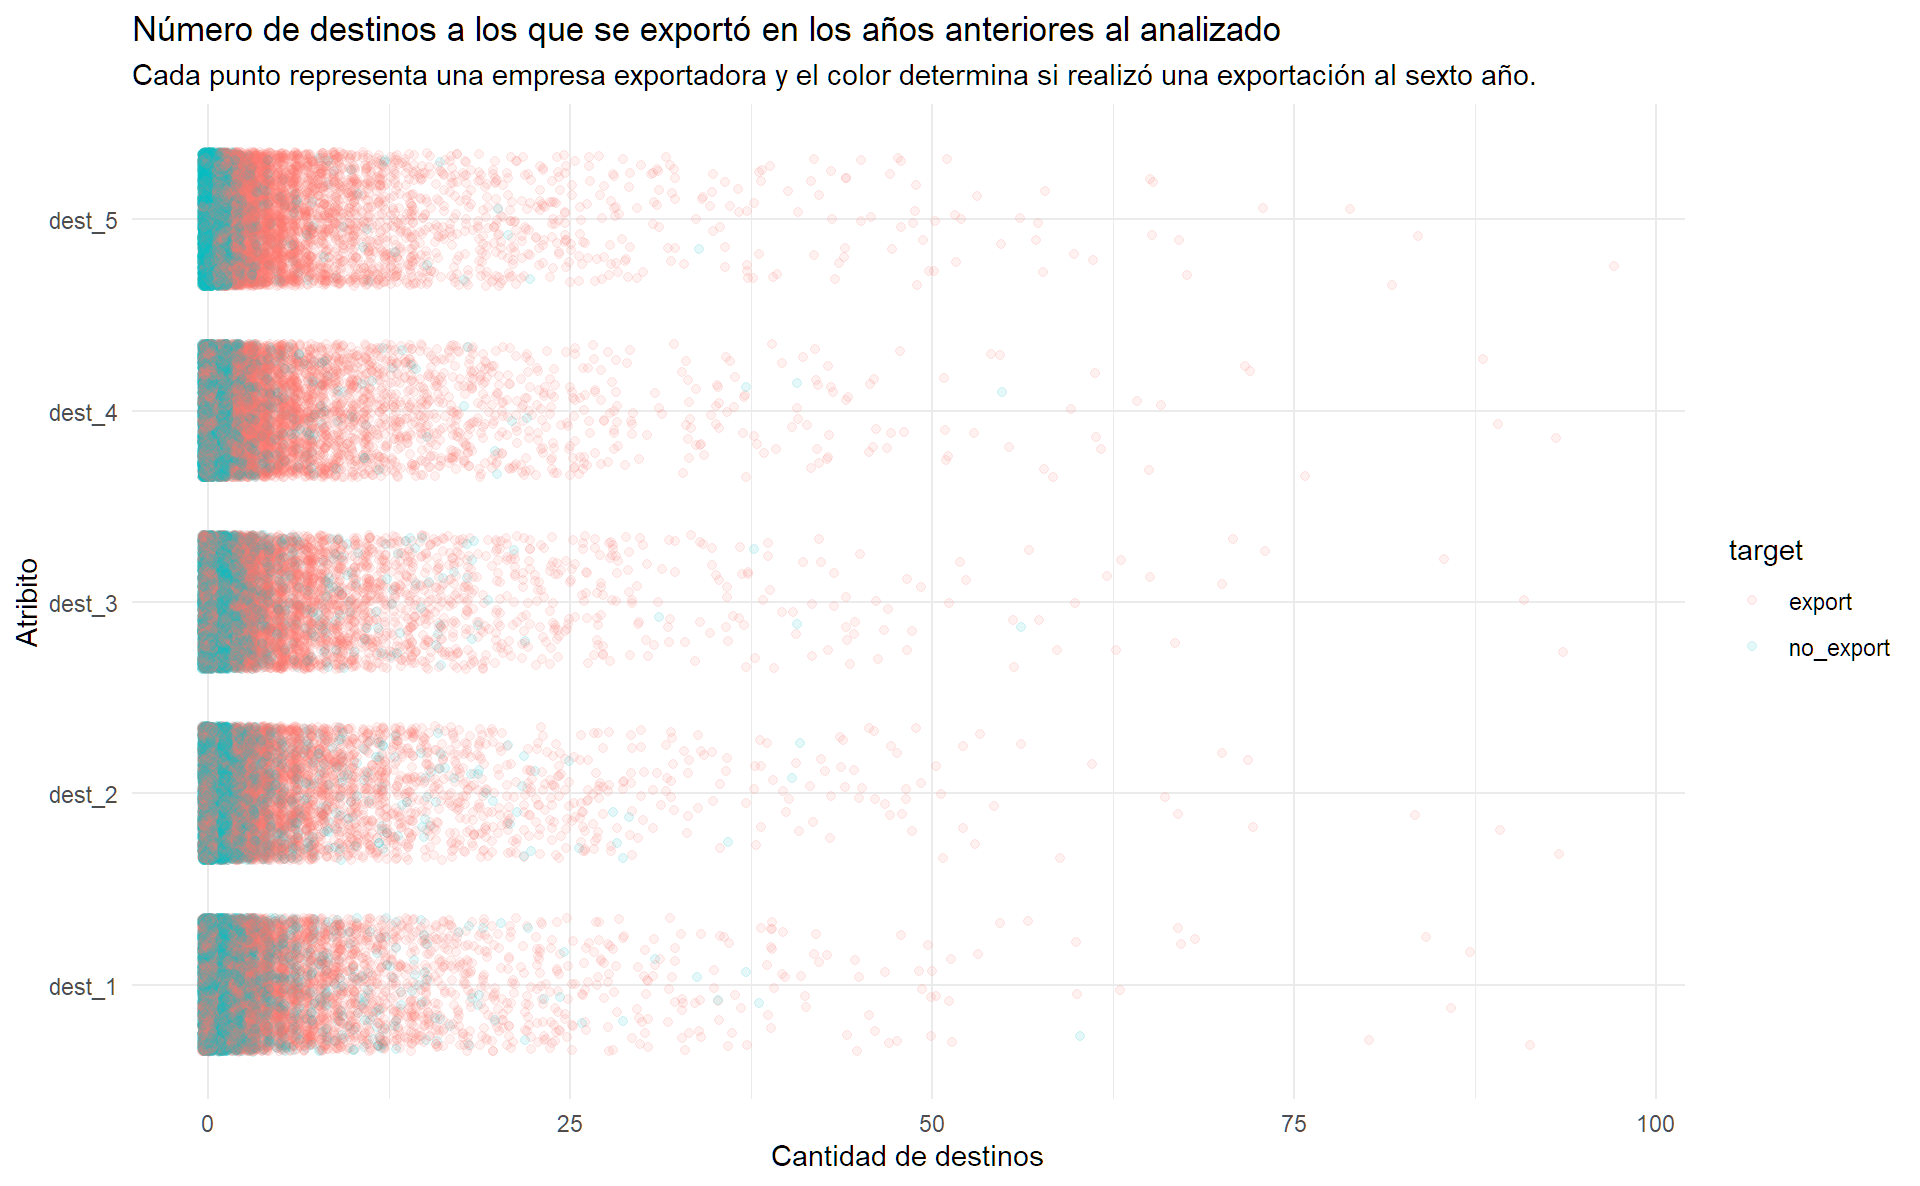 Número de destinos a los que se exportó en los años anteriores al analizado
Cada punto representa una empresa exportadora y el color determina si realizó una exportación al sexto año.
dest_5
dest_4
dest_3
dest_2
dest_1
Atributo
0 25 50 75 100
Cantidad de destinos
target
export
no_export